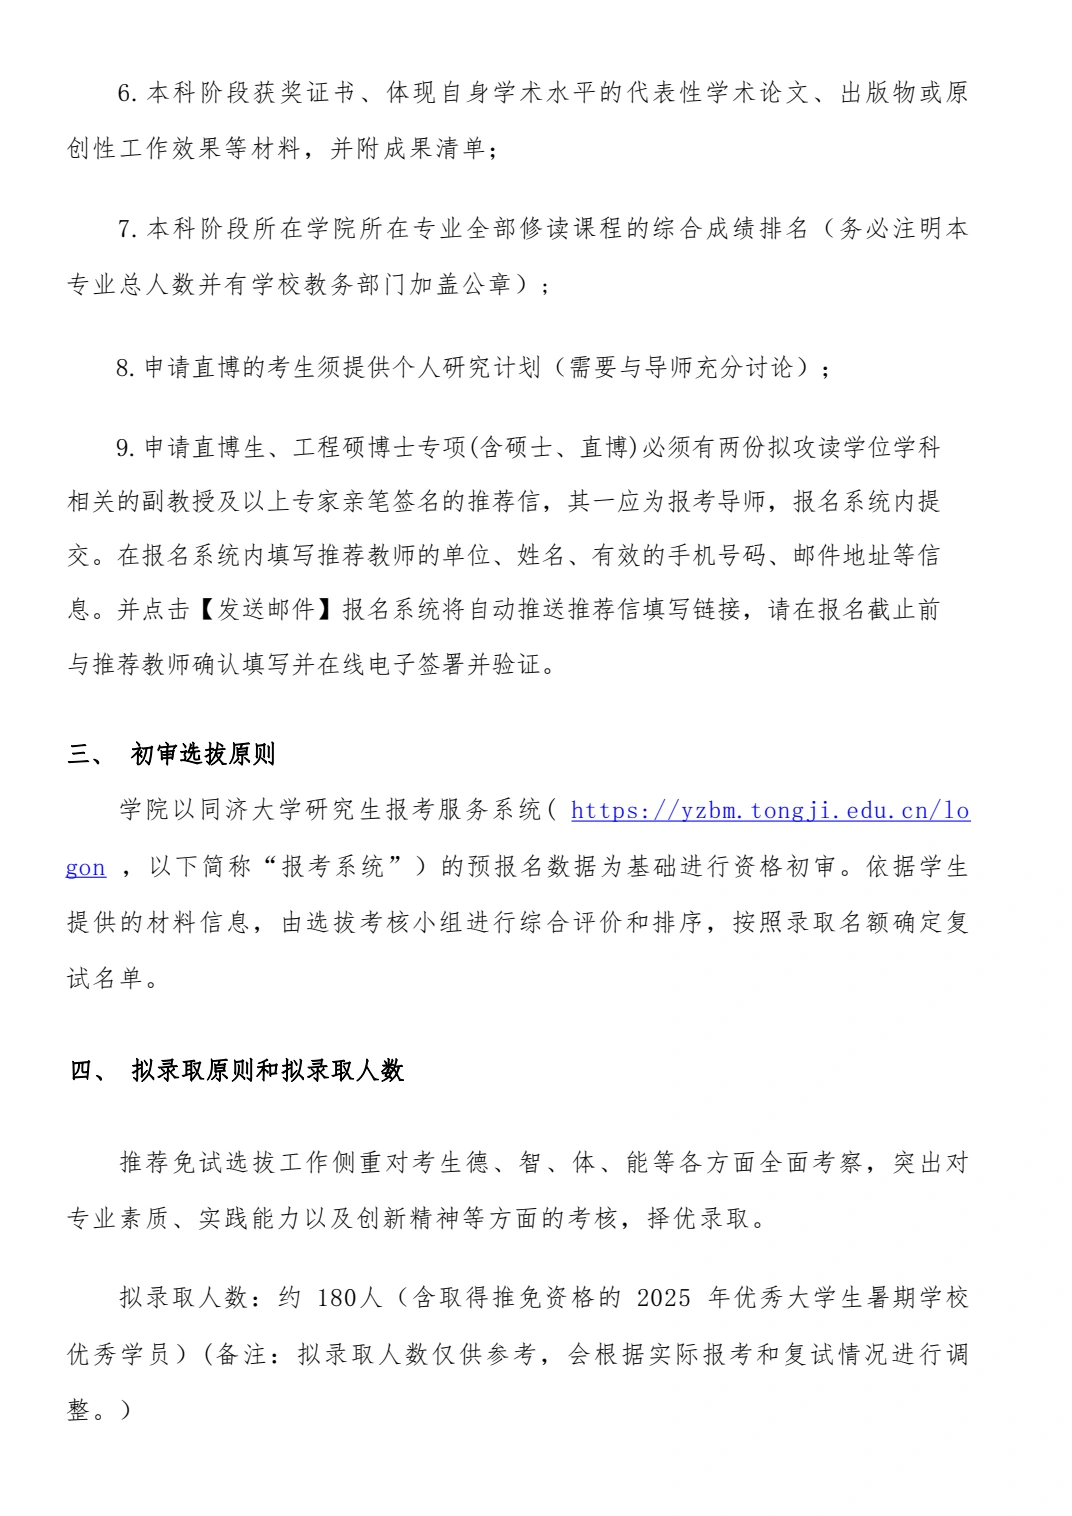 6.本科阶段获奖证书、体现自身学术水平的代表性学术论文、出版物或原
创性工作效果等材料，并附成果清单；
7.本科阶段所在学院所在专业全部修读课程的综合成绩排名（务必注明本
专业总人数并有学校教务部门加盖公章）；
8.申请直博的考生须提供个人研究计划（需要与导师充分讨论）；
9.申请直博生、工程硕博士专项(含硕士、直博)必须有两份拟攻读学位学科
相关的副教授及以上专家亲笔签名的推荐信，其一应为报考导师，报名系统内提
交。在报名系统内填写推荐教师的单位、姓名、有效的手机号码、邮件地址等信
息。并点击【发送邮件】报名系统将自动推送推荐信填写链接，请在报名截止前
与推荐教师确认填写并在线电子签署并验证。
三、 初审选拔原则
学院以同济大学研究生报考服务系统( https://yzbm.tongji.edu.cn/lo
gon ，以下简称“报考系统”）的预报名数据为基础进行资格初审。依据学生
提供的材料信息，由选拔考核小组进行综合评价和排序，按照录取名额确定复
试名单。
四、 拟录取原则和拟录取人数
推荐免试选拔工作侧重对考生德、智、体、能等各方面全面考察，突出对
专业素质、实践能力以及创新精神等方面的考核，择优录取。
拟录取人数：约 180人（含取得推免资格的 2025 年优秀大学生暑期学校
优秀学员）(备注：拟录取人数仅供参考，会根据实际报考和复试情况进行调
整。）